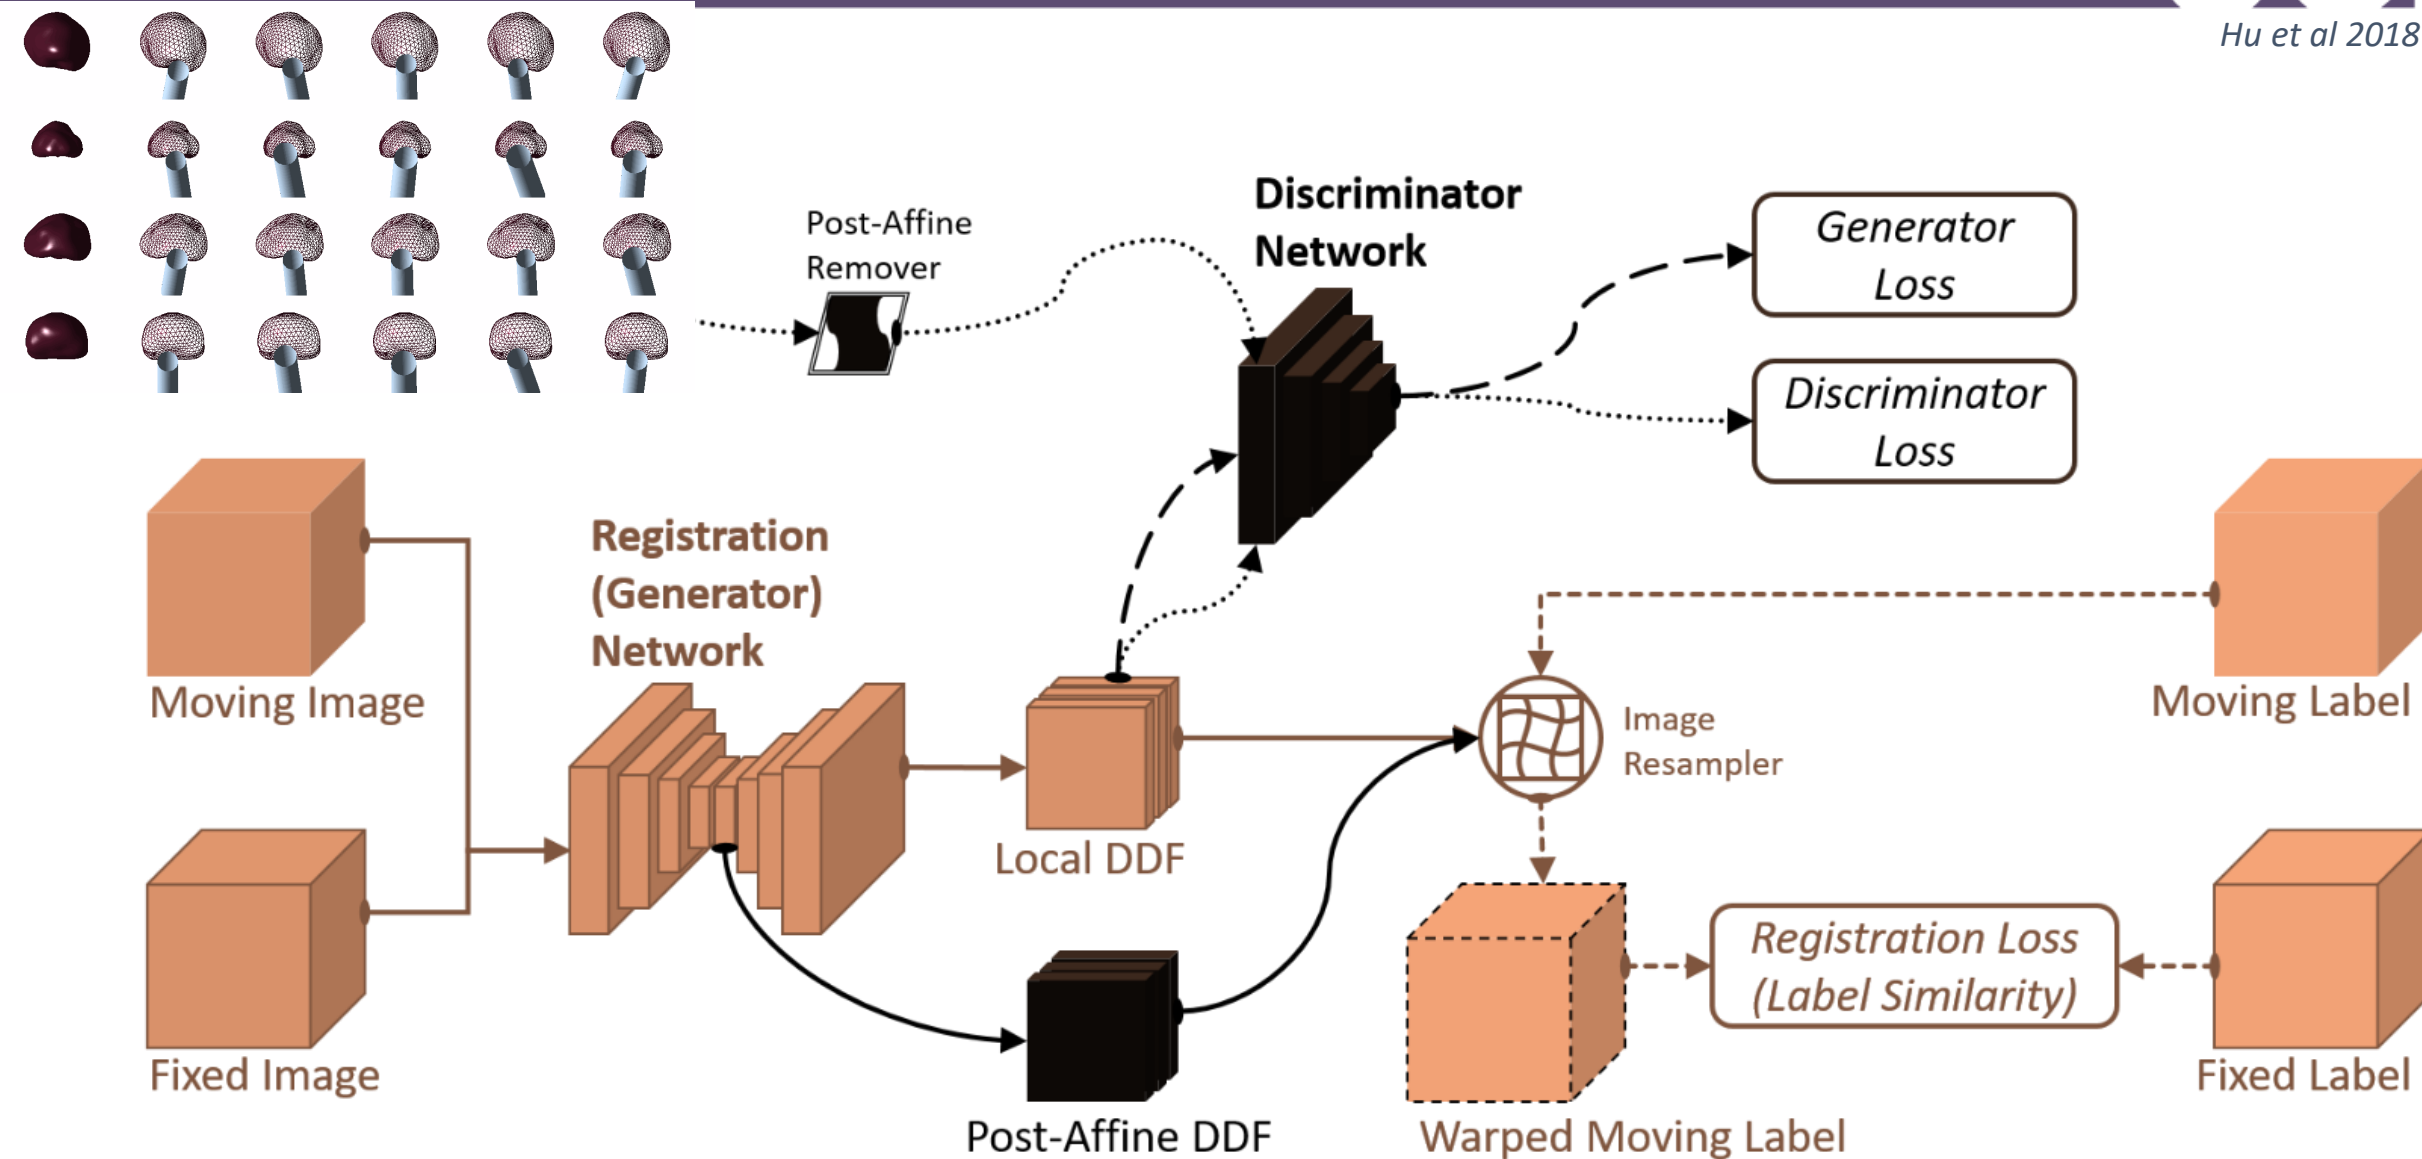 Hu et al 2018
Post-Affine
Remover
Discriminator
Network
Generator
Loss
Discriminator
Loss
Moving Image
Registration
(Generator)
Network
Image
Resampler
Moving Label
Local DDF
Fixed Image
Post-Affine DDF
Warped Moving Label
Registration Loss
(Label Similarity)
Fixed Label